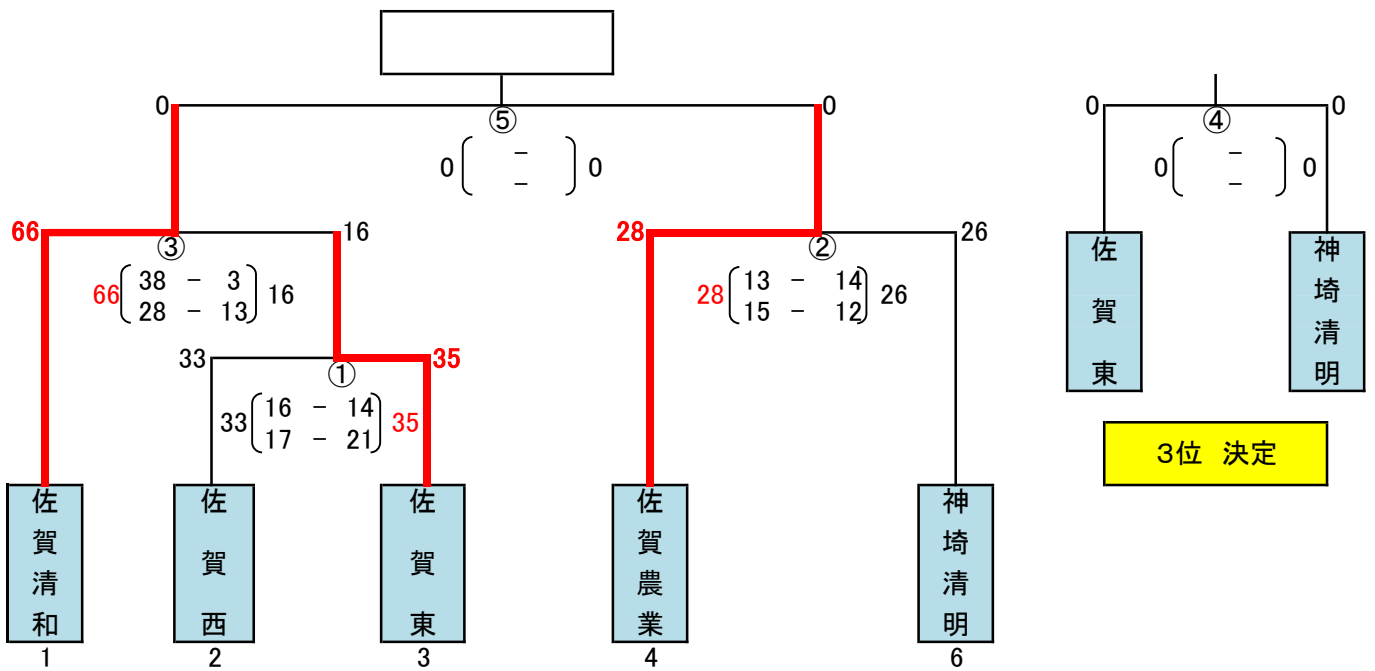 0 0
⑤
0 ( - ) 0
-
0 0
④
0 ( - ) 0
-
66 16
③
66 ( 38 - 3 ) 16
28 - 13
28 26
②
28 ( 13 - 14 ) 26
15 - 12
33 35
①
33 ( 16 - 14 ) 35
17 - 21
佐賀東
神埼清明
3位 決定
佐賀清和
佐賀西
佐賀東
佐賀農業
神埼清明
1 2 3 4 6